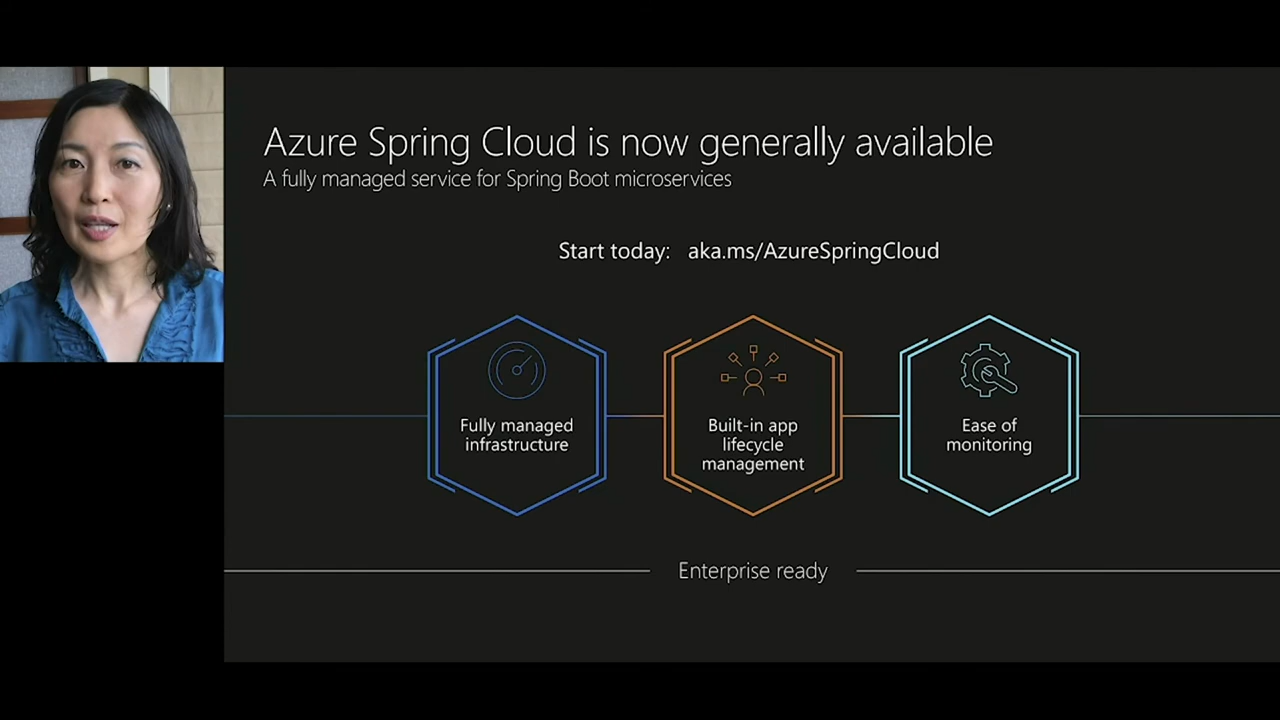 Azure Spring Cloud is now generally available
A fully managed service for Spring Boot microservices
Start today: aka.ms/AzureSpringCloud
Fully managed
infrastructure
Built-in app
lifecycle
management
Ease of
monitoring
Enterprise ready